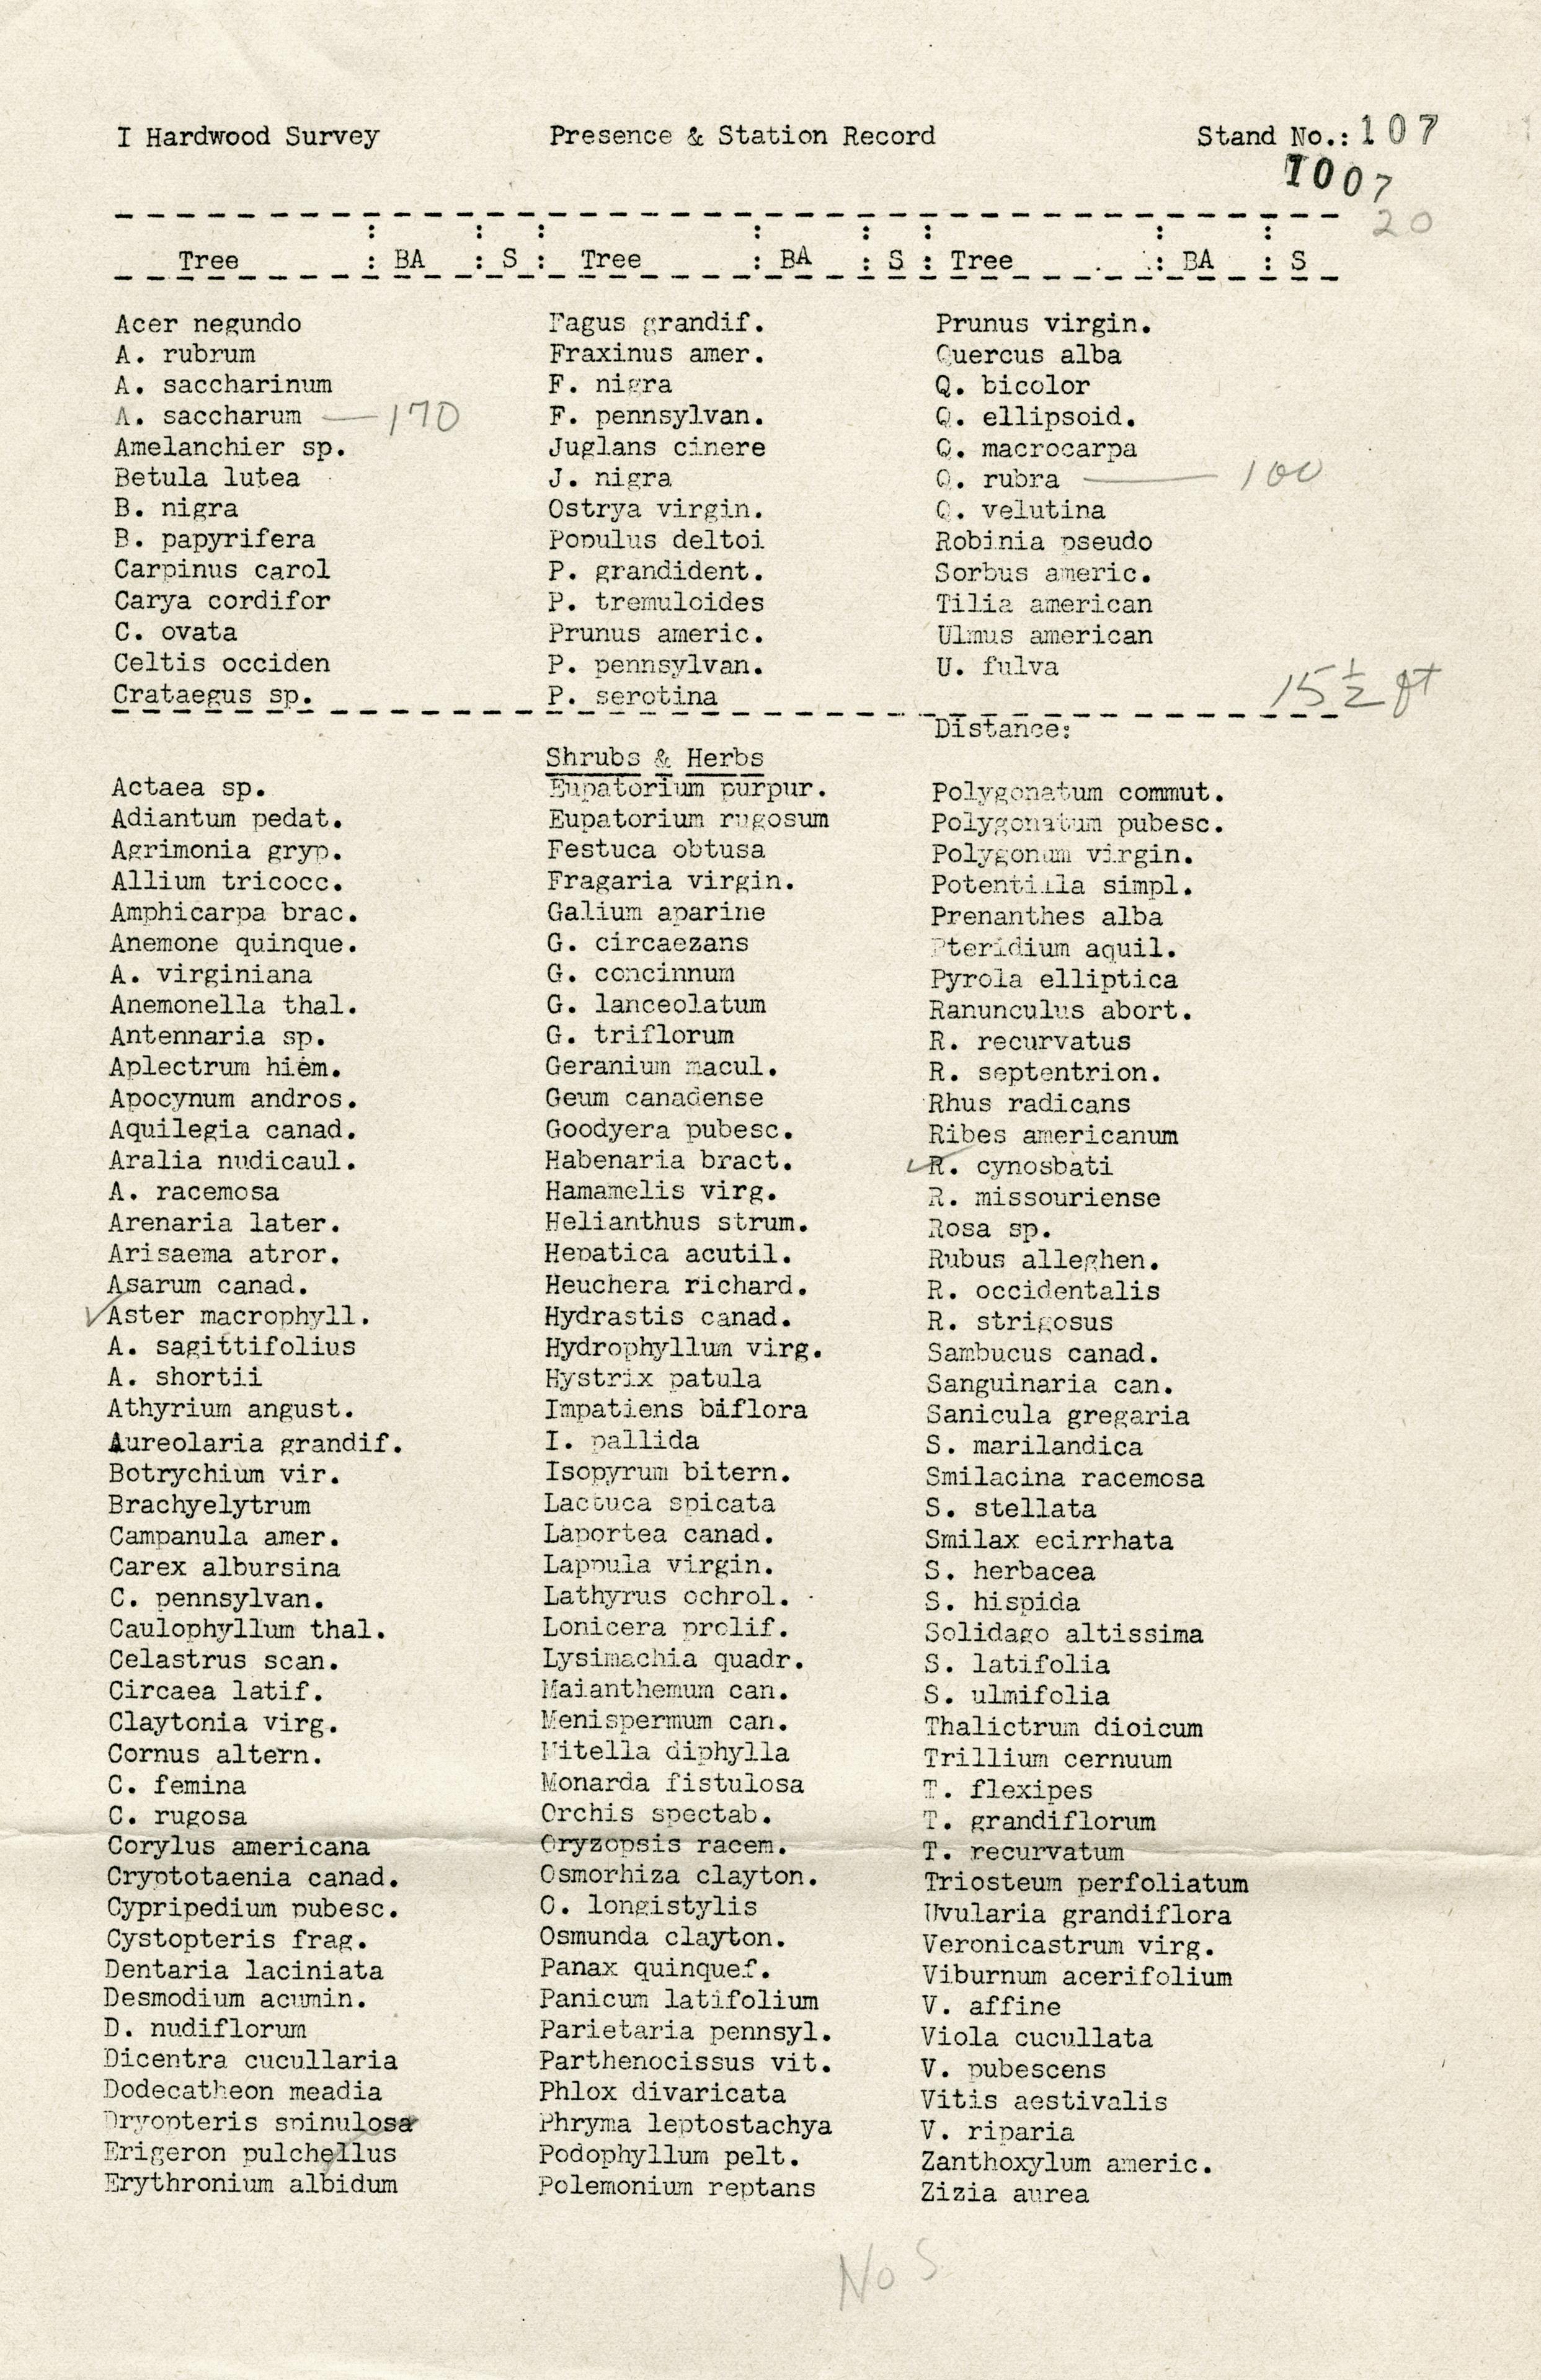 I Hardwood Survey Presence & Station Record Stand No.: 107
1007
20
Tree : BA : S : Tree : BA : S : Tree : BA : S
Acer negundo
A. rubrum
A. saccharinum
A. saccharum — 170
Amelanchier sp.
Betula lutea
B. nigra
B. papyrifera
Carpinus carol
Carya cordifor
C. ovata
Celtis occiden
Crataegus sp.
Fagus grandif.
Fraxinus amer.
F. nigra
F. pennsylvan.
Juglans cinere
J. nigra
Ostrya virgin.
Populus deltoi
P. grandident.
P. tremuloides
Prunus americ.
P. pennsylvan.
P. serotina
Prunus virgin.
Quercus alba
Q. bicolor
Q. ellipsoid.
Q. macrocarpa
Q. rubra — 100
Q. velutina
Robinia pseudo
Sorbus americ.
Tilia american
Ulmus american
U. fulva
15 1/2 ft
Distance:
Shrubs & Herbs
Actaea sp.
Adiantum pedat.
Agrimonia gryp.
Allium tricocc.
Amphicarpa brac.
Anemone quinque.
A. virginiana
Anemonella thal.
Antennaria sp.
Aplectrum hiem.
Apocynum andros.
Aquilegia canad.
Aralia nudicaul.
A. racemosa
Arenaria later.
Arisaema atror.
Asarum canad.
✓Aster macrophyll.
A. sagittifolius
A. shortii
Athyrium angust.
Aureolaria grandif.
Botrychium vir.
Brachyelytrum
Campanula amer.
Carex albursina
C. pennsylvan.
Caulophyllum thal.
Celastrus scan.
Circaea latif.
Claytonia virg.
Cornus altern.
C. femina
C. rugosa
Corylus americana
Cryptotaenia canad.
Cypripedium pubesc.
Cystopteris frag.
Dentaria laciniata
Desmodium acumin.
D. nudiflorum
Dicentra cucullaria
Dodecatheon meadia
Dryopteris spinulosa
Erigeron pulchellus
Erythronium albidum
Eupatorium purpur.
Eupatorium rugosum
Festuca obtusa
Fragaria virgin.
Galium aparine
G. circaezans
G. concinnum
G. lanceolatum
G. triflorum
Geranium macul.
Geum canadense
Goodyera pubesc.
Habenaria bract.
Hamamelis virg.
Helianthus strum.
Hepatica acutil.
Heuchera richard.
Hydrastis canad.
Hydrophyllum virg.
Hystrix patula
Impatiens biflora
I. pallida
Isopyrum bitern.
Lactuca spicata
Laportea canad.
Lappula virgin.
Lathyrus ochrol.
Lonicera prolif.
Lysimachia quadr.
Maianthemum can.
Menispermum can.
Mitella diphylla
Monarda fistulosa
Orchis spectab.
Oryzopsis racem.
Osmorhiza clayton.
O. longistylis
Osmunda clayton.
Panax quinquef.
Panicum latifolium
Parietaria pennsyl.
Parthenocissus vit.
Phlox divaricata
Phryma leptostachya
Podophyllum pelt.
Polemonium reptans
Polygonatum commut.
Polygonatum pubesc.
Polygonum virgin.
Potentilla simpl.
Prenanthes alba
Pteridium aquil.
Pyrola elliptica
Ranunculus abort.
R. recurvatus
R. septentrion.
Rhus radicans
Ribes americanum
✓R. cynosbati
R. missouriense
Rosa sp.
Rubus alleghen.
R. occidentalis
R. strigosus
Sambucus canad.
Sanguinaria can.
Sanicula gregaria
S. marilandica
Smilacina racemosa
S. stellata
Smilax ecirrhata
S. herbacea
S. hispida
Solidago altissima
S. latifolia
S. ulmifolia
Thalictrum dioicum
Trillium cernuum
T. flexipes
T. grandiflorum
T. recurvatum
Triosteum perfoliatum
Uvularia grandiflora
Veronicastrum virg.
Viburnum acerifolium
V. affine
Viola cucullata
V. pubescens
Vitis aestivalis
V. riparia
Zanthoxylum americ.
Zizia aurea
No S